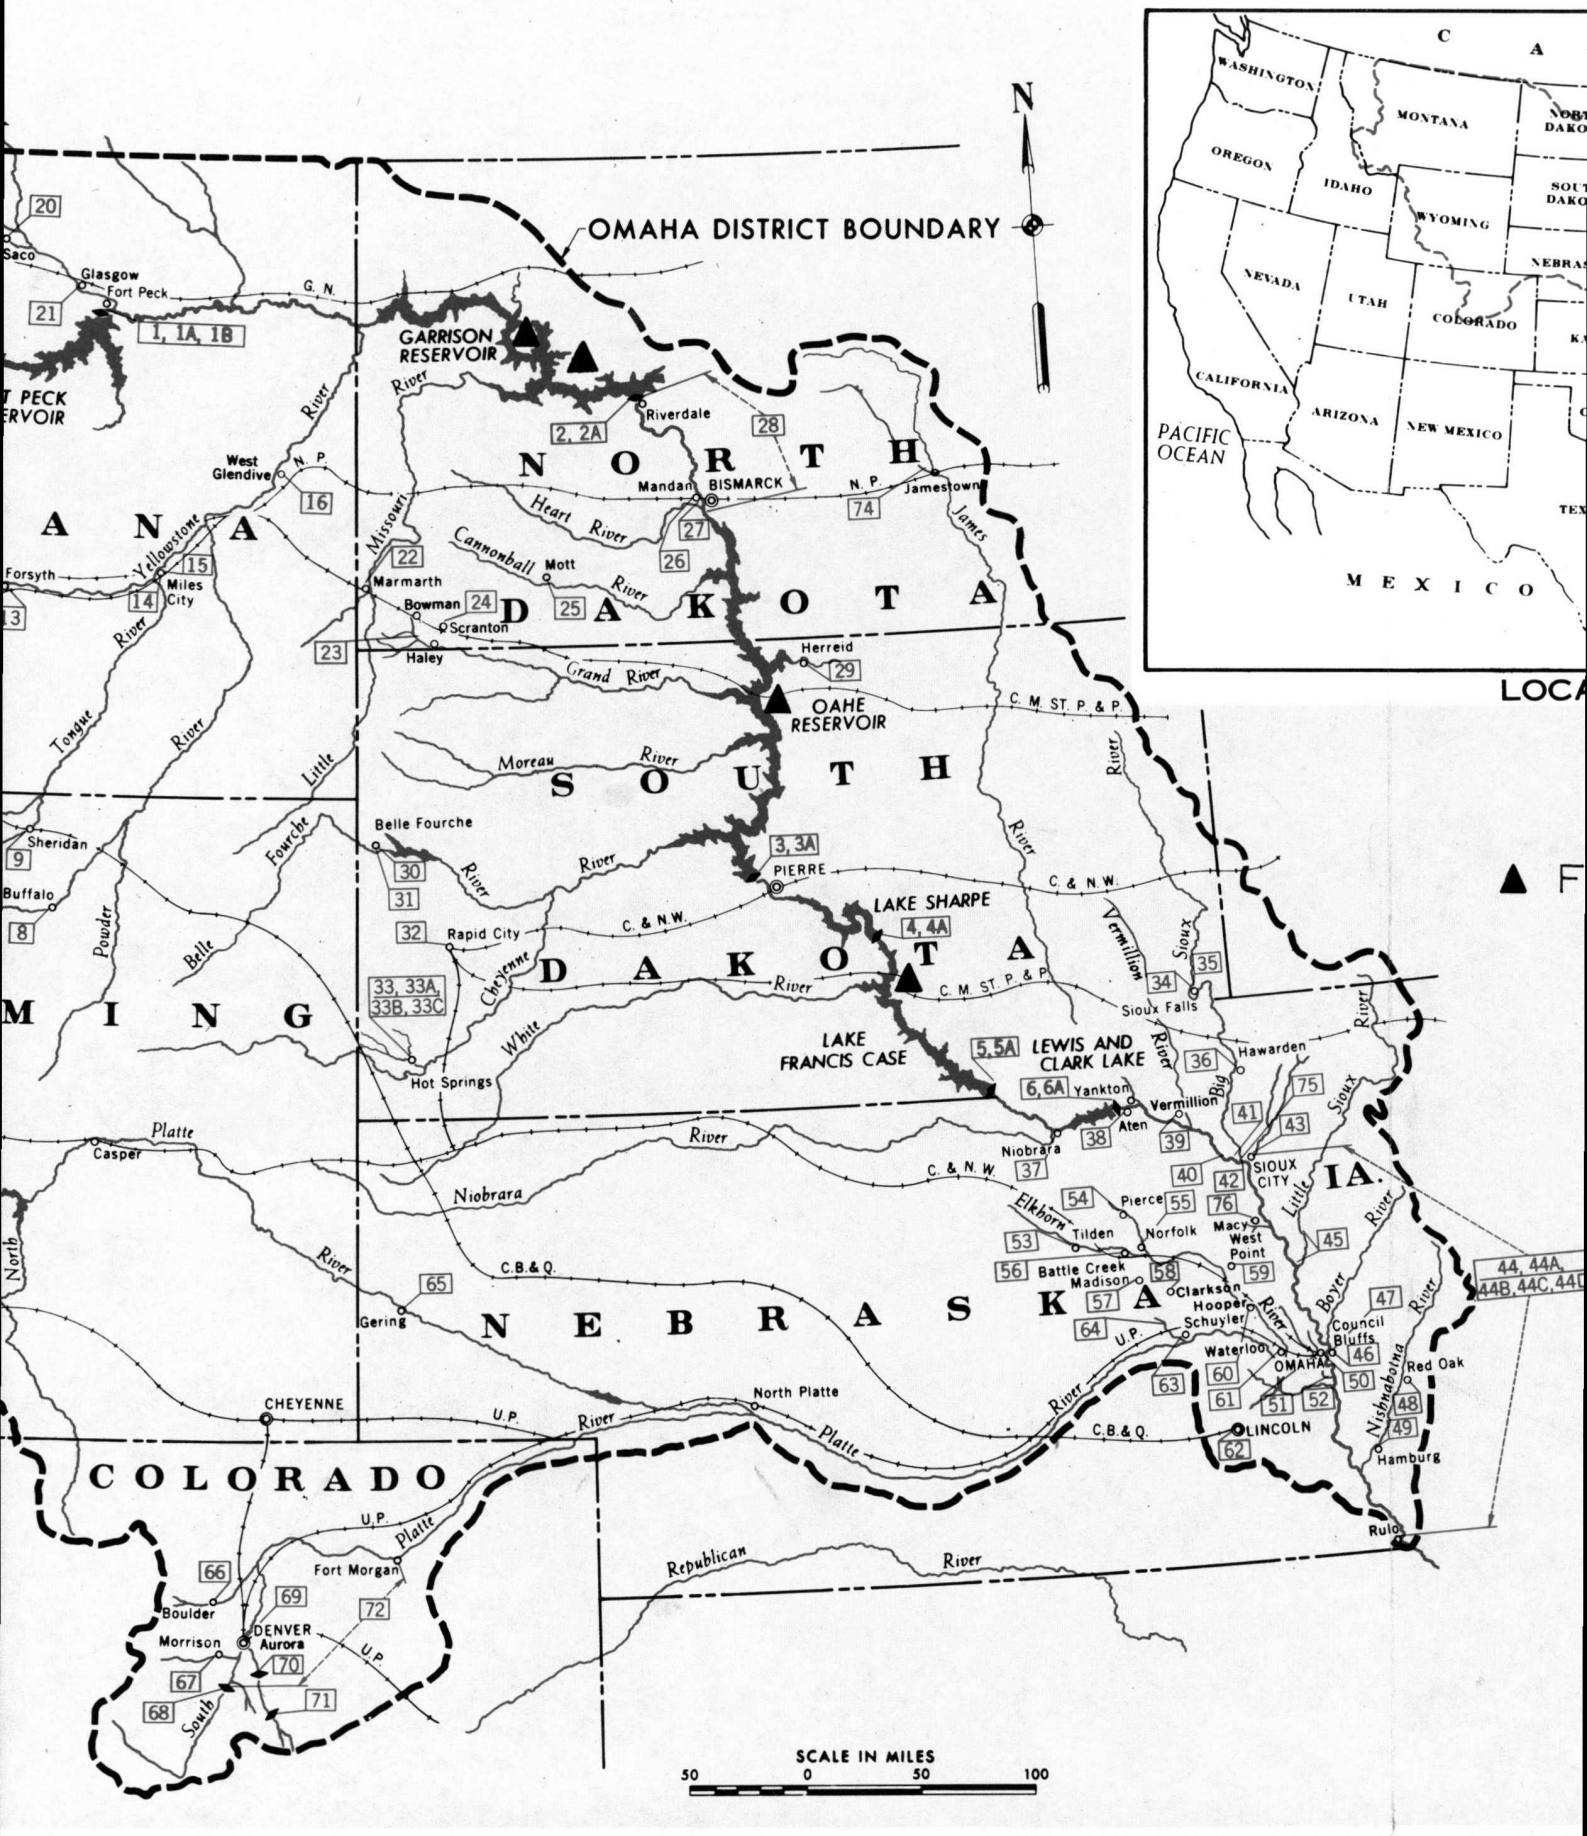 N
OMAHA DISTRICT BOUNDARY
C A
WASHINGTON
MONTANA
NORT
DAKO
OREGON
IDAHO
SOUT
DAKO
WYOMING
NEBRAS
NEVADA
UTAH
COLORADO
KA
CALIFORNIA
ARIZONA
NEW MEXICO
PACIFIC
OCEAN
TEX
MEXICO
LOCA
20
Saco
Glasgow
Fort Peck
G. N.
21
1, 1A, 1B
T PECK
ERVOIR
GARRISON
RESERVOIR
River
River
Riverdale
2, 2A
28
NORTH
West
Glendive
N. P.
16
Mandan
BISMARCK
N. P.
Jamestown
74
27
26
Heart River
James
ANA
Missouri
Yellowstone
15
22
Cannonball
Mott
River
25
Forsyth
Miles
City
14
13
Marmarth
Bowman
24
Scranton
DAKOTA
River
23
Haley
Herreid
29
Grand River
OAHE
RESERVOIR
C. M. ST. P. & P.
Tongue
River
River
Moreau River
Little
SOUTH
Belle Fourche
3, 3A
River
Sheridan
9
Fourche
30
31
River
River
PIERRE
C. & N.W.
F
Buffalo
8
Powder
Belle
32
Rapid City
C. & N.W.
LAKE SHARPE
4, 4A
Vermillion
Sioux
35
34
Cheyenne
DAKOTA
River
C. M. ST. P. & P.
Sioux Falls
River
33, 33A,
33B, 33C
MING
White
LAKE
FRANCIS CASE
5, 5A
LEWIS AND
CLARK LAKE
River
36
Hawarden
Hot Springs
6, 6A
Yankton
Big
75
Sioux
Vermillion
41
43
Aten
38
39
Platte
Casper
River
Niobrara
37
C. & N. W.
40
42
SIOUX
CITY
IA.
Niobrara
Elkhorn
54
Pierce
55
76
Little
River
North
53
Tilden
Norfolk
Macy
West
Point
45
River
C.B.& Q.
56
Battle Creek
Madison
58
59
44, 44A,
44B, 44C, 44D
65
57
Clarkson
Boyer
47
River
Gering
NEBRASKA
Hooper
River
64
U.P.
Schuyler
Council
Bluffs
46
Waterloo
OMAHA
Red Oak
60
50
63
61
51
52
48
CHEYENNE
North Platte
River
Nishnabotna
49
U.P.
River
Platte
C.B.& Q.
LINCOLN
62
Hamburg
COLORADO
U.P.
Platte
Rulo
66
Fort Morgan
Republican River
69
72
Boulder
DENVER
Morrison
Aurora
U.P.
67
70
68
South
71
SCALE IN MILES
50 0 50 100